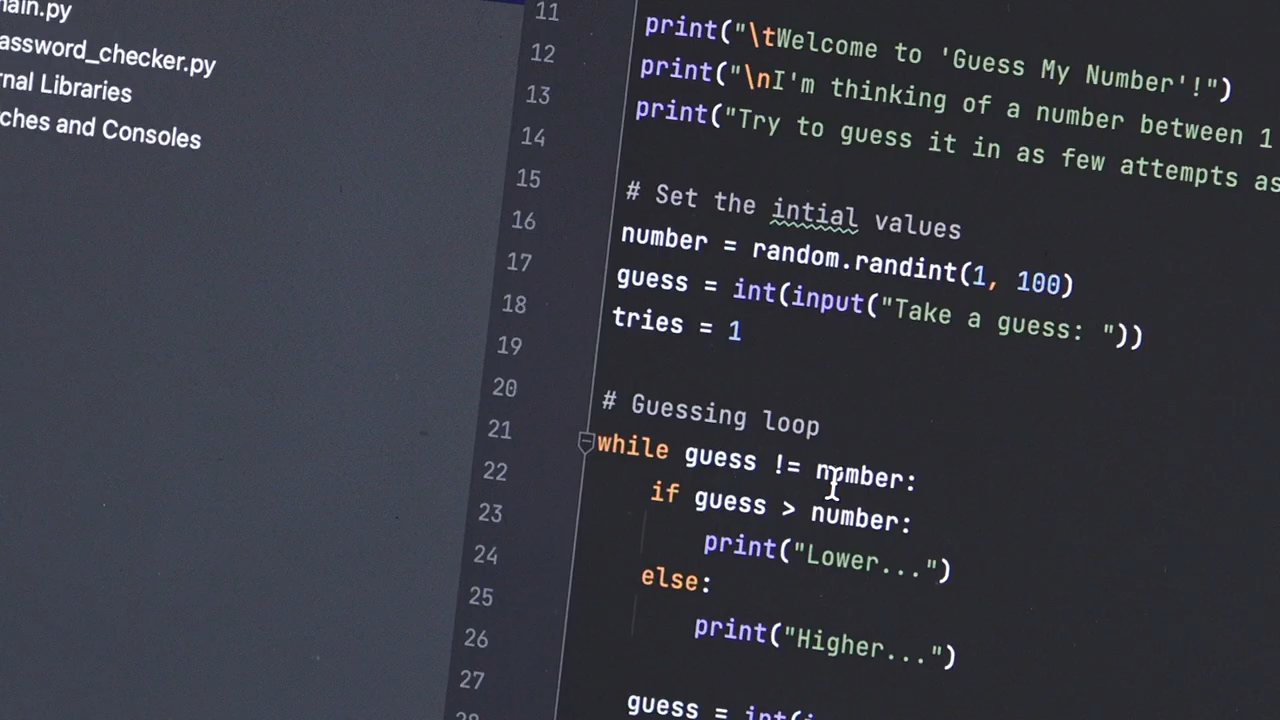 ain.py
assword_checker.py
rnal Libraries
ches and Consoles
11
12
13
14
15
16
17
18
19
20
21
22
23
24
25
26
27
28
print("\tWelcome to 'Guess My Number'!")
print("\nI'm thinking of a number between 1
print("Try to guess it in as few attempts as
# Set the intial values
number = random.randint(1, 100)
guess = int(input("Take a guess: "))
tries = 1
# Guessing loop
while guess != number:
if guess > number:
print("Lower...")
else:
print("Higher...")
guess = int(